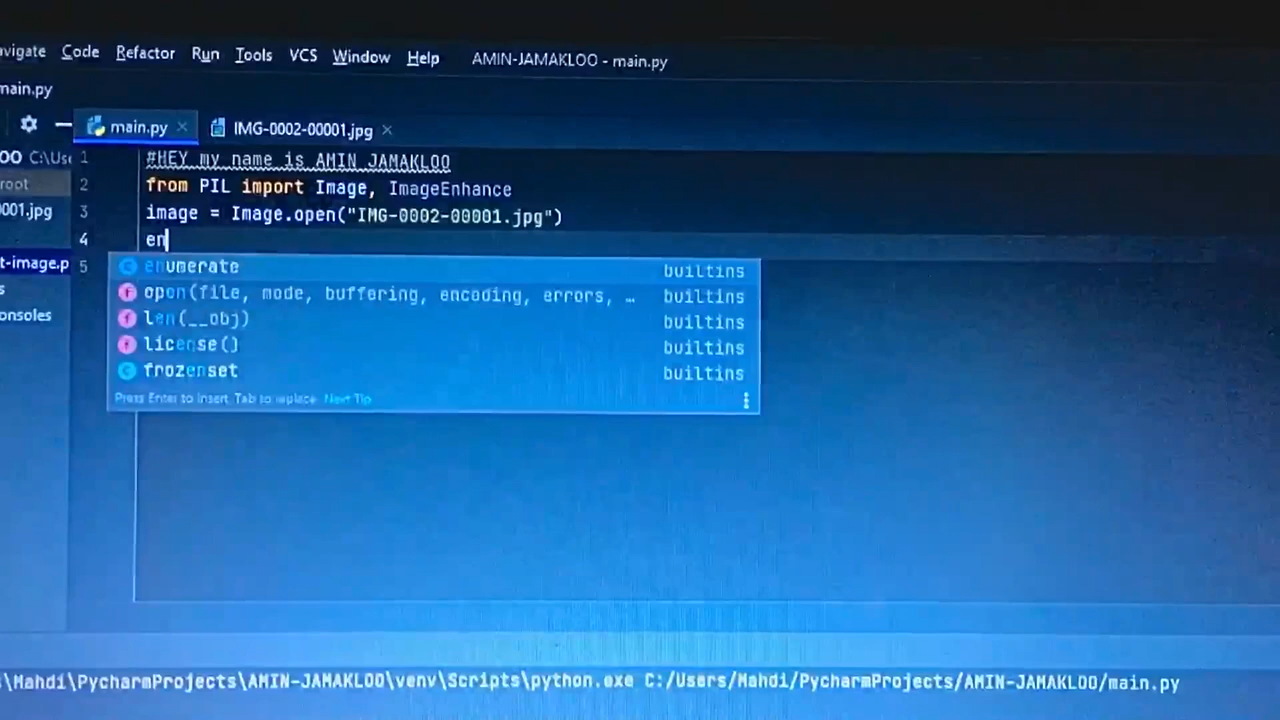 avigate Code Refactor Run Tools VCS Window Help AMIN-JAMAKLOO - main.py
main.py
main.py IMG-0002-00001.jpg
OO C:\Use 1 #HEY my name is AMIN JAMAKLOO
root 2 from PIL import Image, ImageEnhance
001.jpg 3 image = Image.open("IMG-0002-00001.jpg")
4 en
t-image.p 5 enumerate builtins
s open(file, mode, buffering, encoding, errors, … builtins
onsoles len(__obj) builtins
license() builtins
frozenset builtins
Press Enter to insert, Tab to replace Next Tip
s\Mahdi\PycharmProjects\AMIN-JAMAKLOO\venv\Scripts\python.exe C:/Users/Mahdi/PycharmProjects/AMIN-JAMAKLOO/main.py